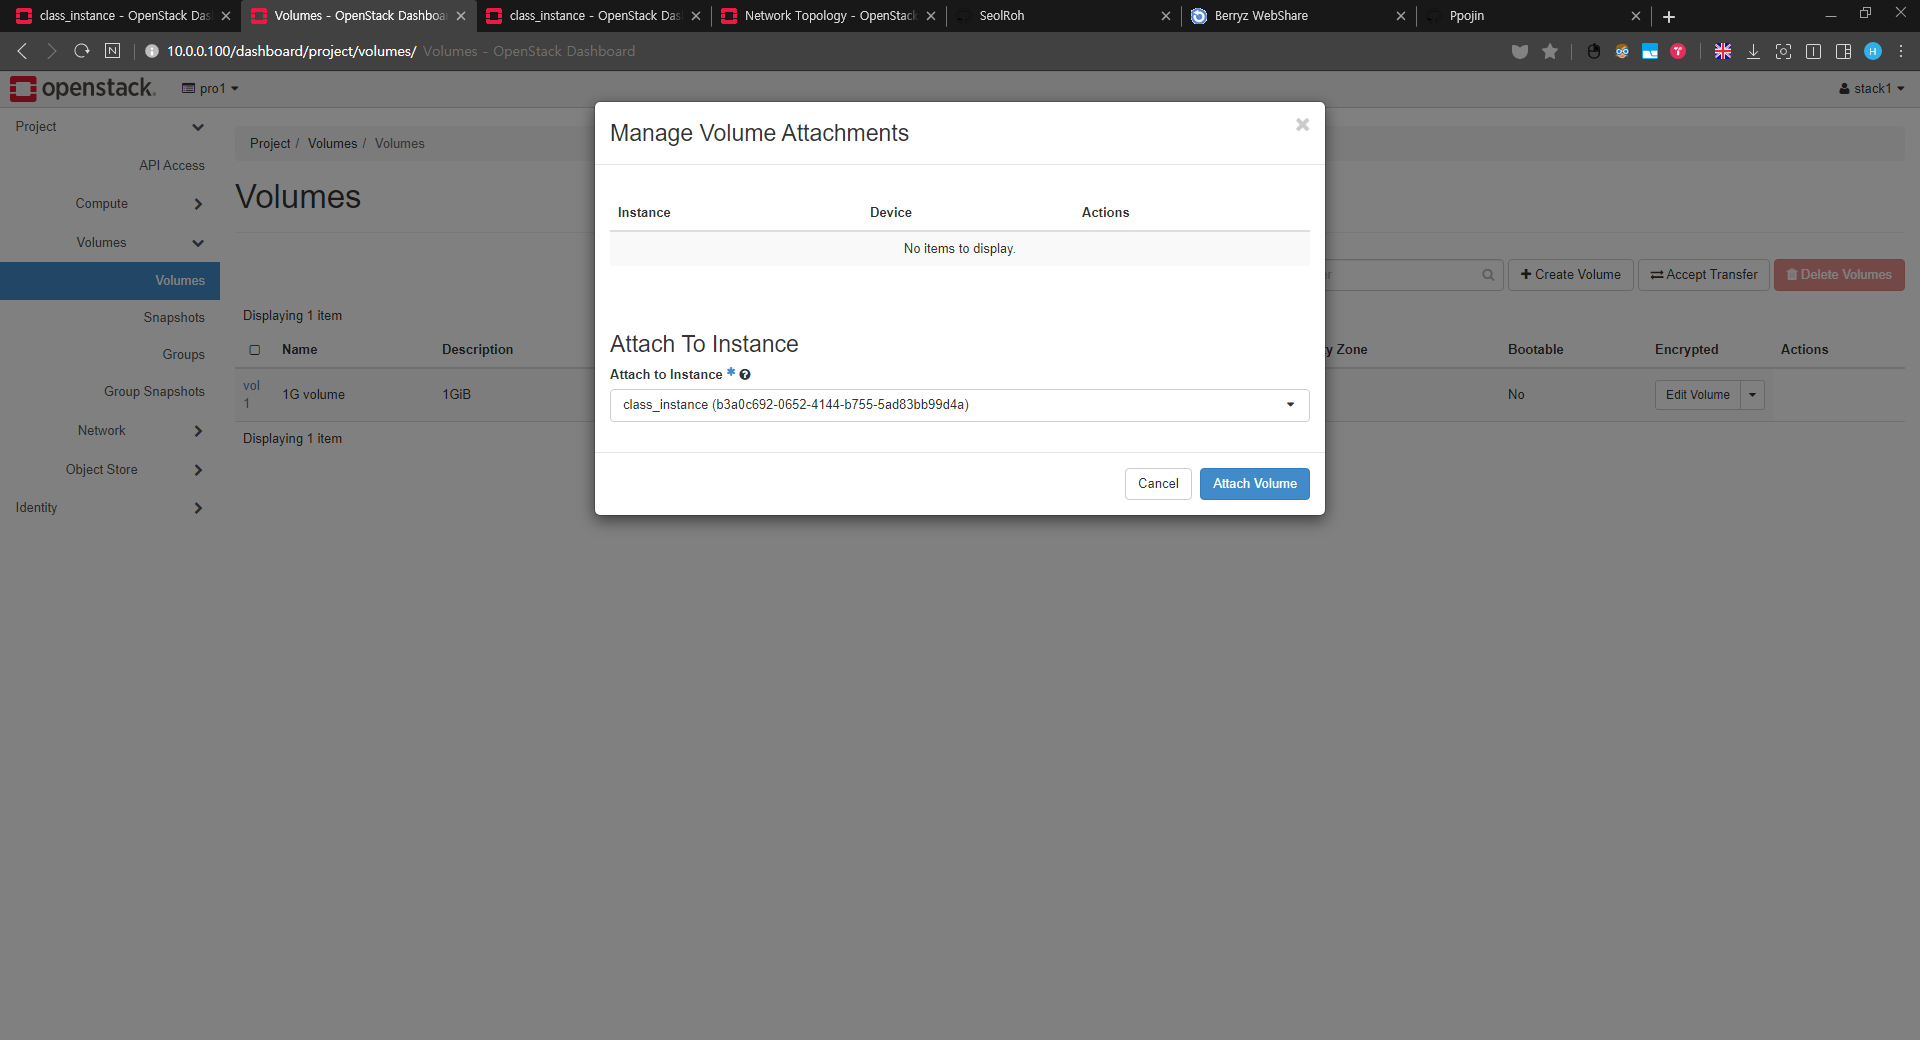 class_instance - OpenStack Das
Volumes - OpenStack Dashboa
class_instance - OpenStack Das
Network Topology - OpenStack
SeolRoh
Berryz WebShare
Ppojin
N
10.0.0.100/dashboard/project/volumes/ Volumes - OpenStack Dashboard
H
openstack.
pro1
stack1
Project
API Access
Compute
Volumes
Volumes
Snapshots
Groups
Group Snapshots
Network
Object Store
Identity
Project / Volumes / Volumes
Volumes
Create Volume
Accept Transfer
Delete Volumes
Displaying 1 item
Name Description y Zone Bootable Encrypted Actions
vol 1G volume 1GiB No Edit Volume
1
Displaying 1 item
Manage Volume Attachments
Instance Device Actions
No items to display.
Attach To Instance
Attach to Instance *
class_instance (b3a0c692-0652-4144-b755-5ad83bb99d4a)
Cancel
Attach Volume